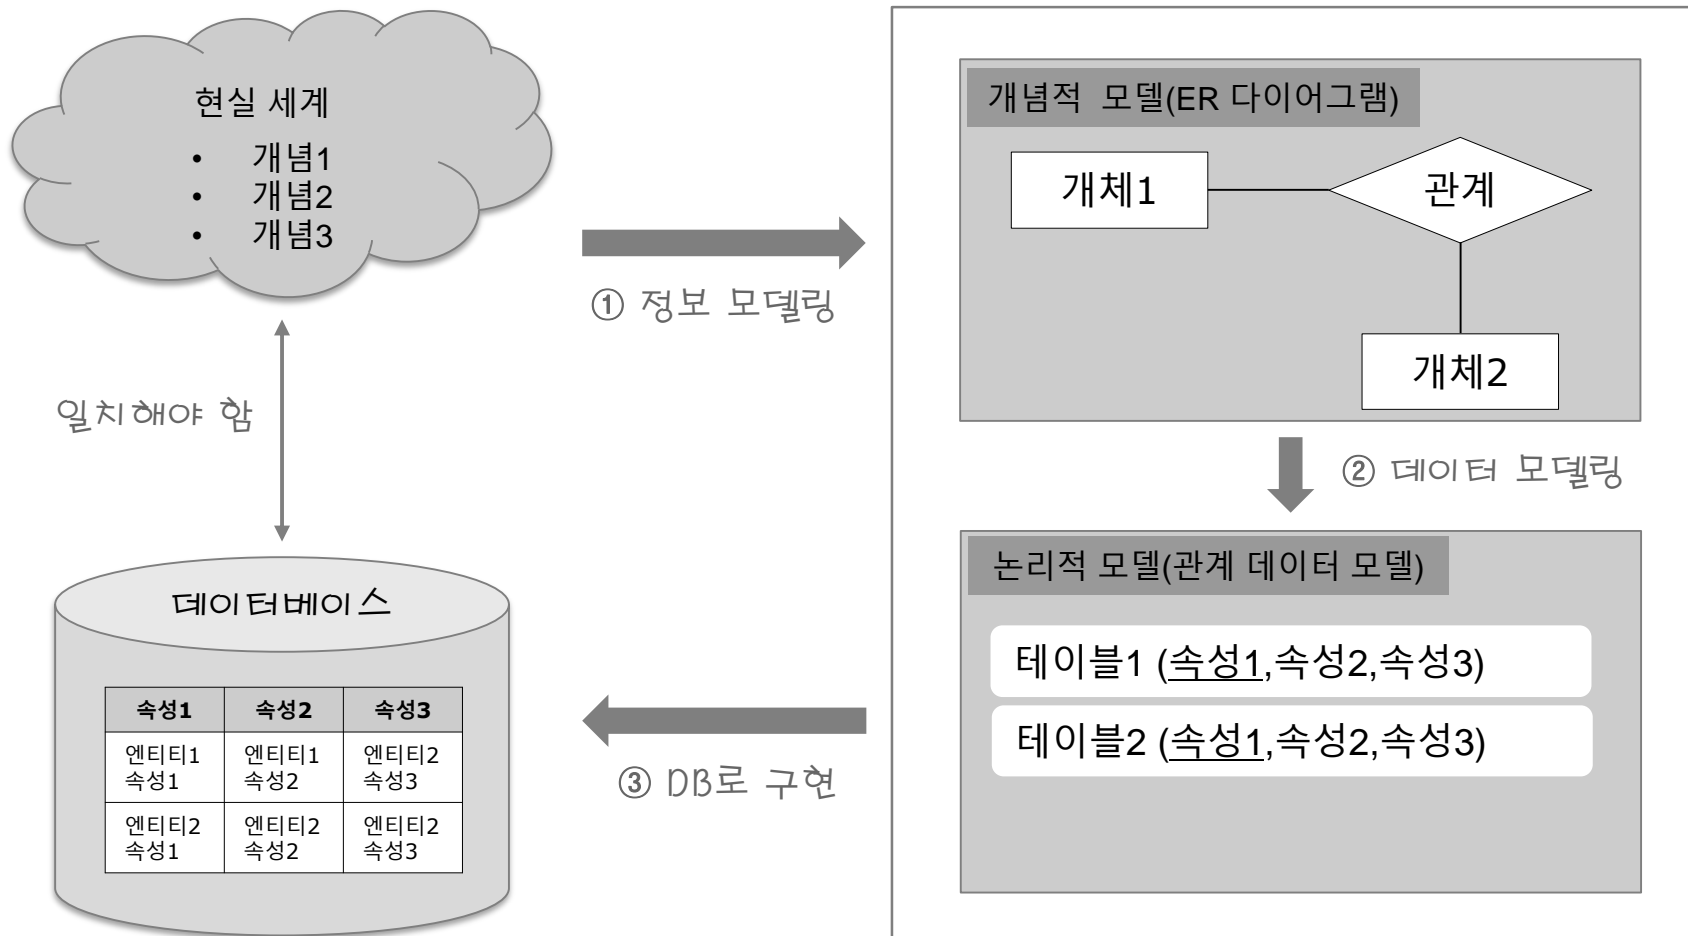 현실 세계
• 개념1
• 개념2
• 개념3
① 정보 모델링
개념적 모델(ER 다이어그램)
개체1
관계
개체2
② 데이터 모델링
논리적 모델(관계 데이터 모델)
테이블1 (속성1,속성2,속성3)
테이블2 (속성1,속성2,속성3)
③ DB로 구현
일치해야 함
데이터베이스
속성1 속성2 속성3
엔티티1 엔티티1 엔티티2
속성1 속성2 속성3
엔티티2 엔티티2 엔티티2
속성1 속성2 속성3